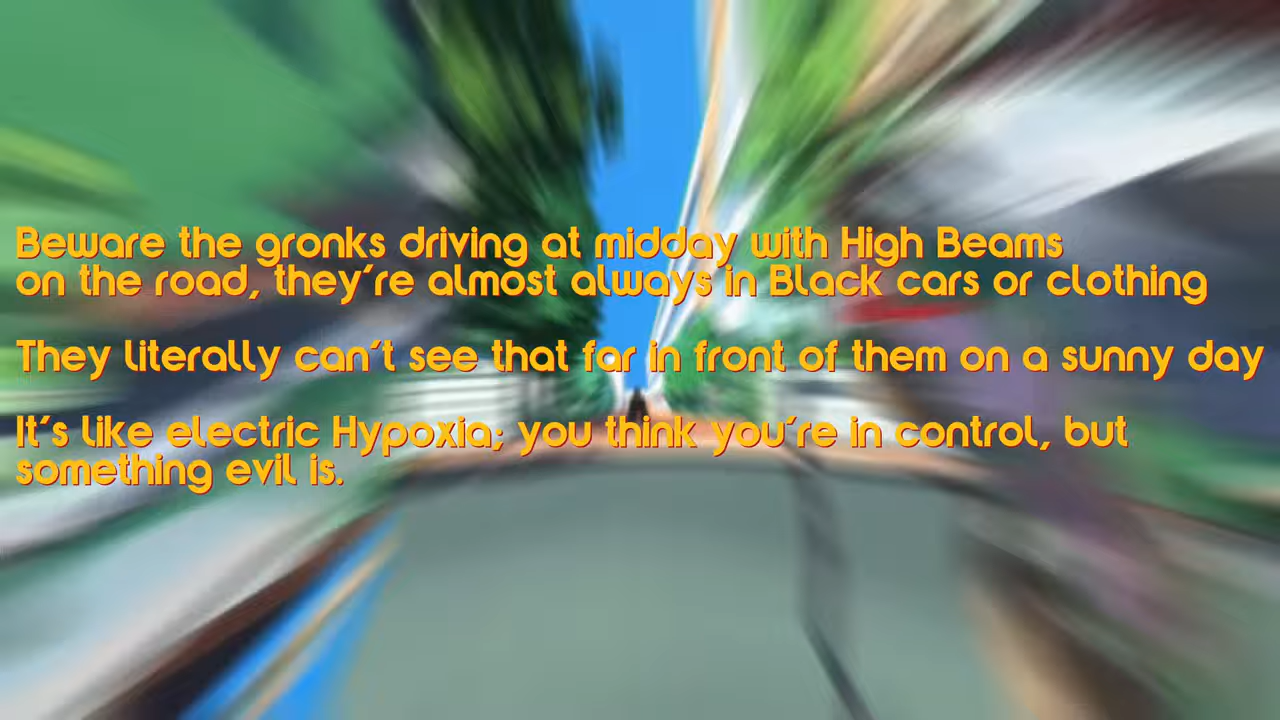 Beware the gronks driving at midday with High Beams
on the road, they're almost always in Black cars or clothing
They literally can't see that far in front of them on a sunny day
It's like electric Hypoxia; you think you're in control, but
something evil is.